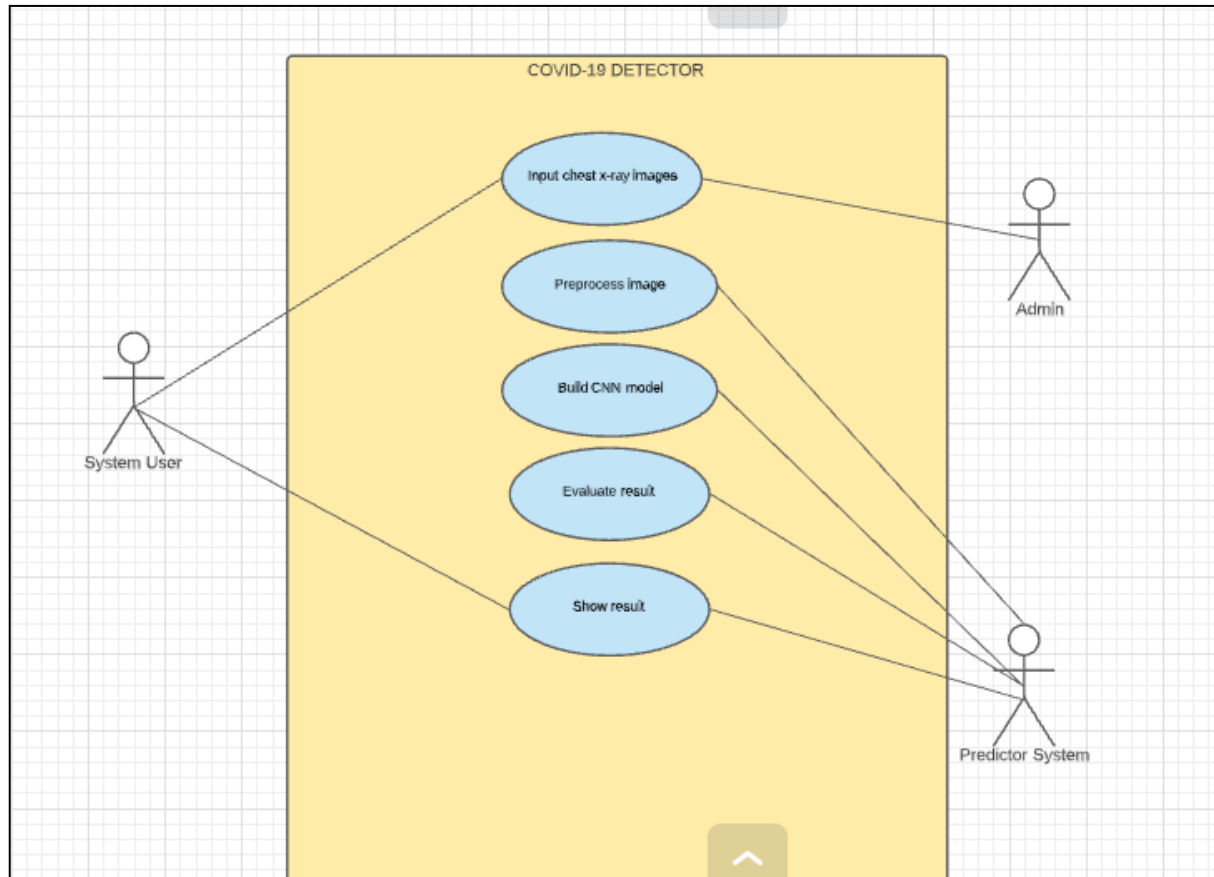 COVID-19 DETECTOR
Input chest x-ray images
Admin
Preprocess image
System User
Build CNN model
Evaluate result
Show result
Predictor System